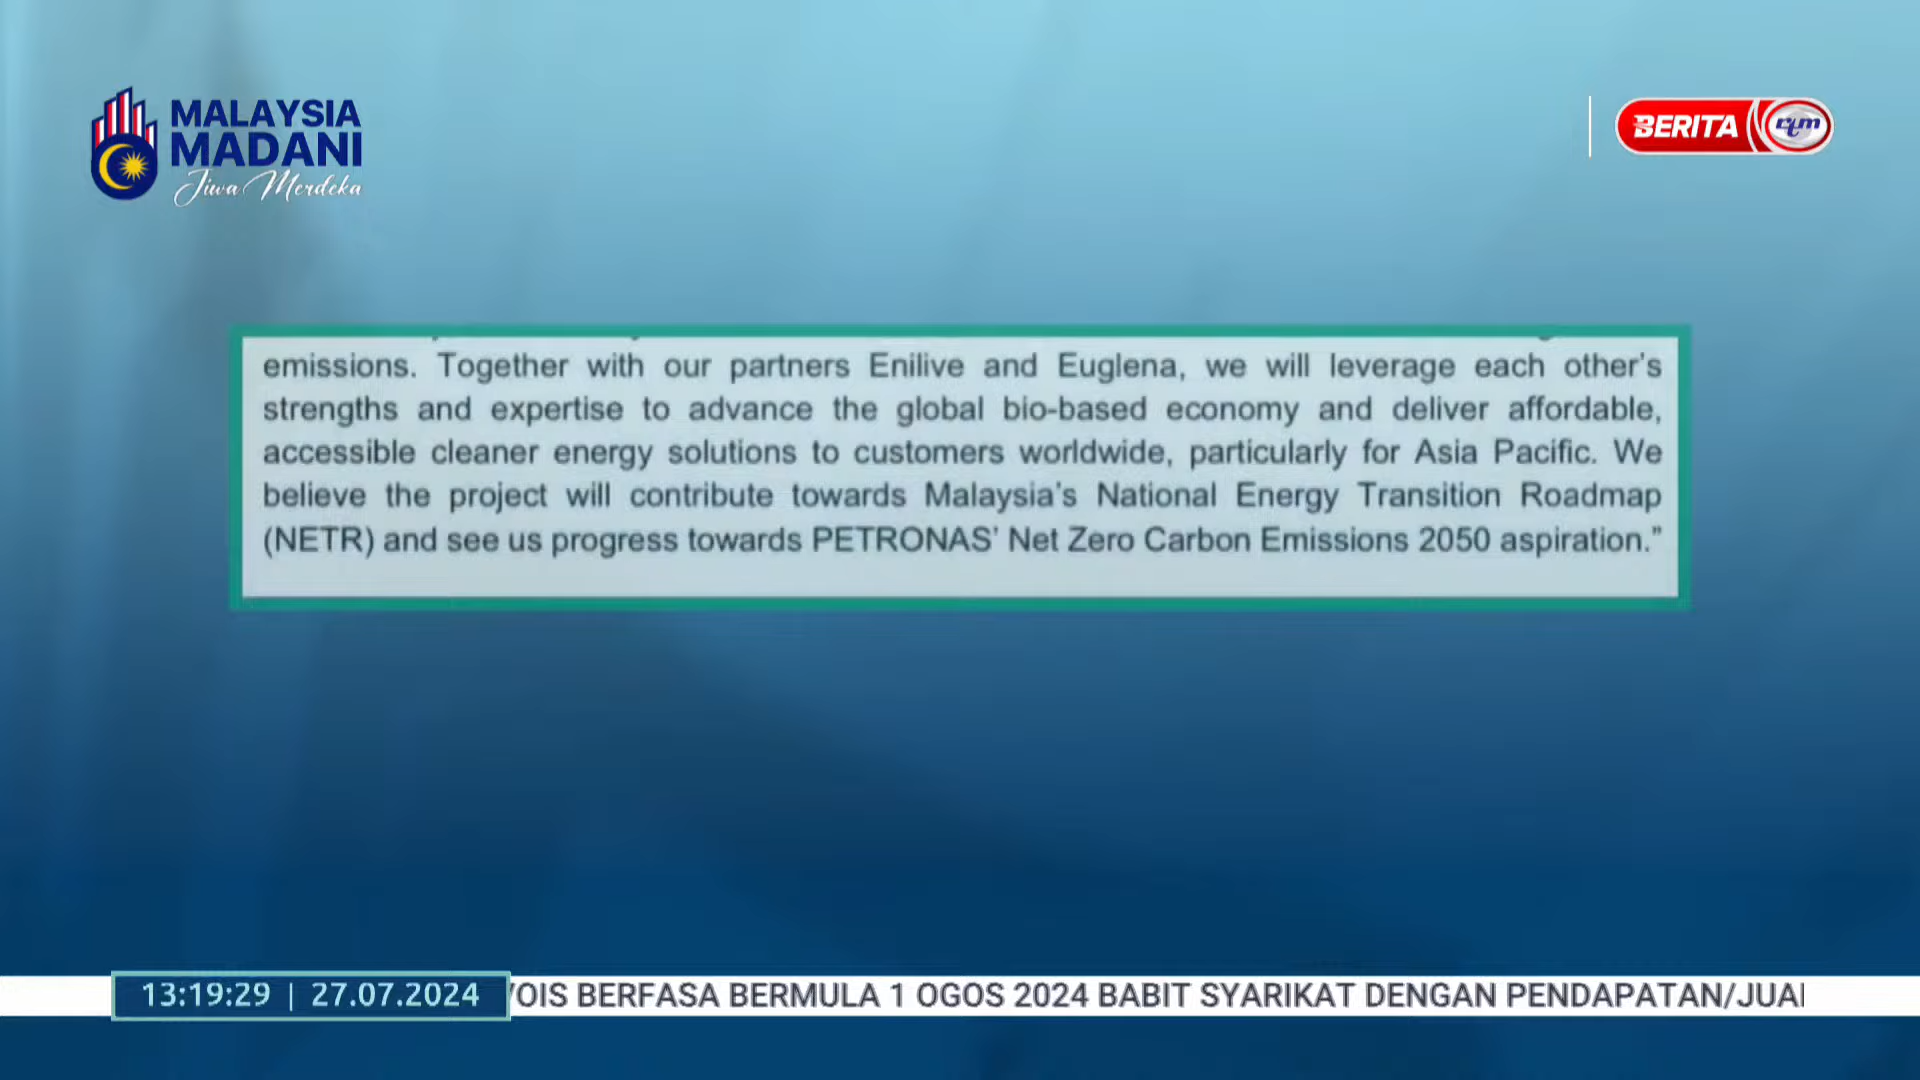 MALAYSIA
MADANI
Jiwa Merdeka
BERITA rtm
emissions. Together with our partners Enilive and Euglena, we will leverage each other's
strengths and expertise to advance the global bio-based economy and deliver affordable,
accessible cleaner energy solutions to customers worldwide, particularly for Asia Pacific. We
believe the project will contribute towards Malaysia's National Energy Transition Roadmap
(NETR) and see us progress towards PETRONAS' Net Zero Carbon Emissions 2050 aspiration."
13:19:29 | 27.07.2024 VOIS BERFASA BERMULA 1 OGOS 2024 BABIT SYARIKAT DENGAN PENDAPATAN/JUAL